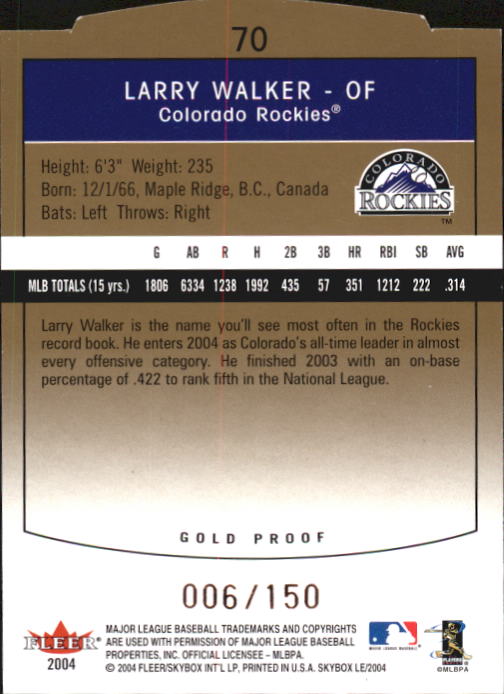 70
LARRY WALKER - OF
Colorado Rockies®
Height: 6'3" Weight: 235
Born: 12/1/66, Maple Ridge, B.C., Canada
Bats: Left Throws: Right
COLORADO
ROCKIES
TM
G AB R H 2B 3B HR RBI SB AVG
MLB TOTALS (15 yrs.) 1806 6334 1238 1992 435 57 351 1212 222 .314
Larry Walker is the name you'll see most often in the Rockies
record book. He enters 2004 as Colorado's all-time leader in almost
every offensive category. He finished 2003 with an on-base
percentage of .422 to rank fifth in the National League.
GOLD PROOF
006/150
FLEER®
2004
MAJOR LEAGUE BASEBALL TRADEMARKS AND COPYRIGHTS
ARE USED WITH PERMISSION OF MAJOR LEAGUE BASEBALL
PROPERTIES, INC. OFFICIAL LICENSEE – MLBPA.
© 2004 FLEER/SKYBOX INT'L LP, PRINTED IN U.S.A. SKYBOX LE/2004
MAJOR LEAGUE BASEBALL
©MLBPA